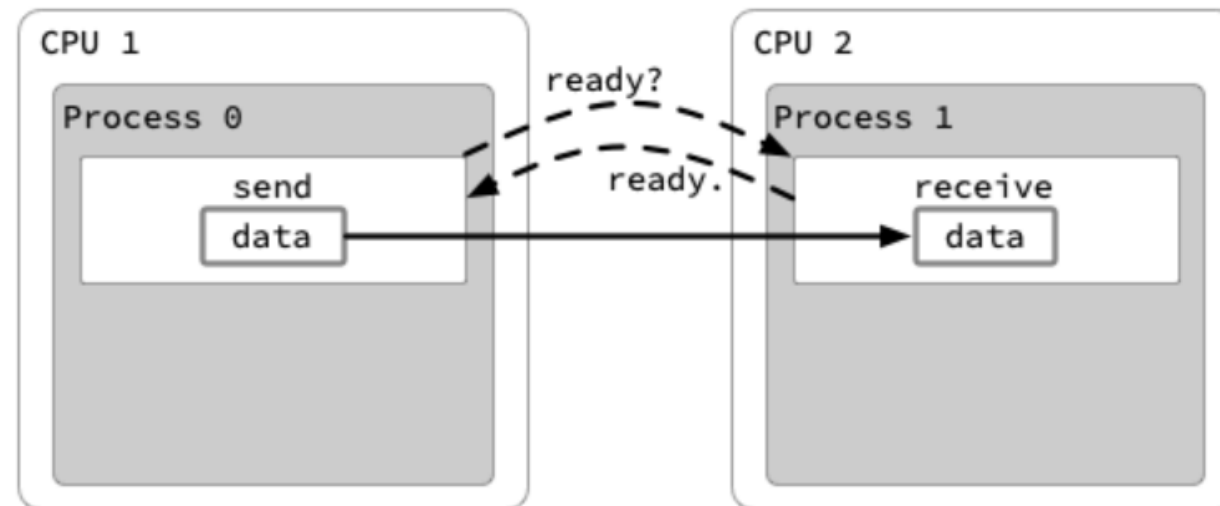 CPU 1
Process 0
send
data
ready?
ready.
CPU 2
Process 1
receive
data